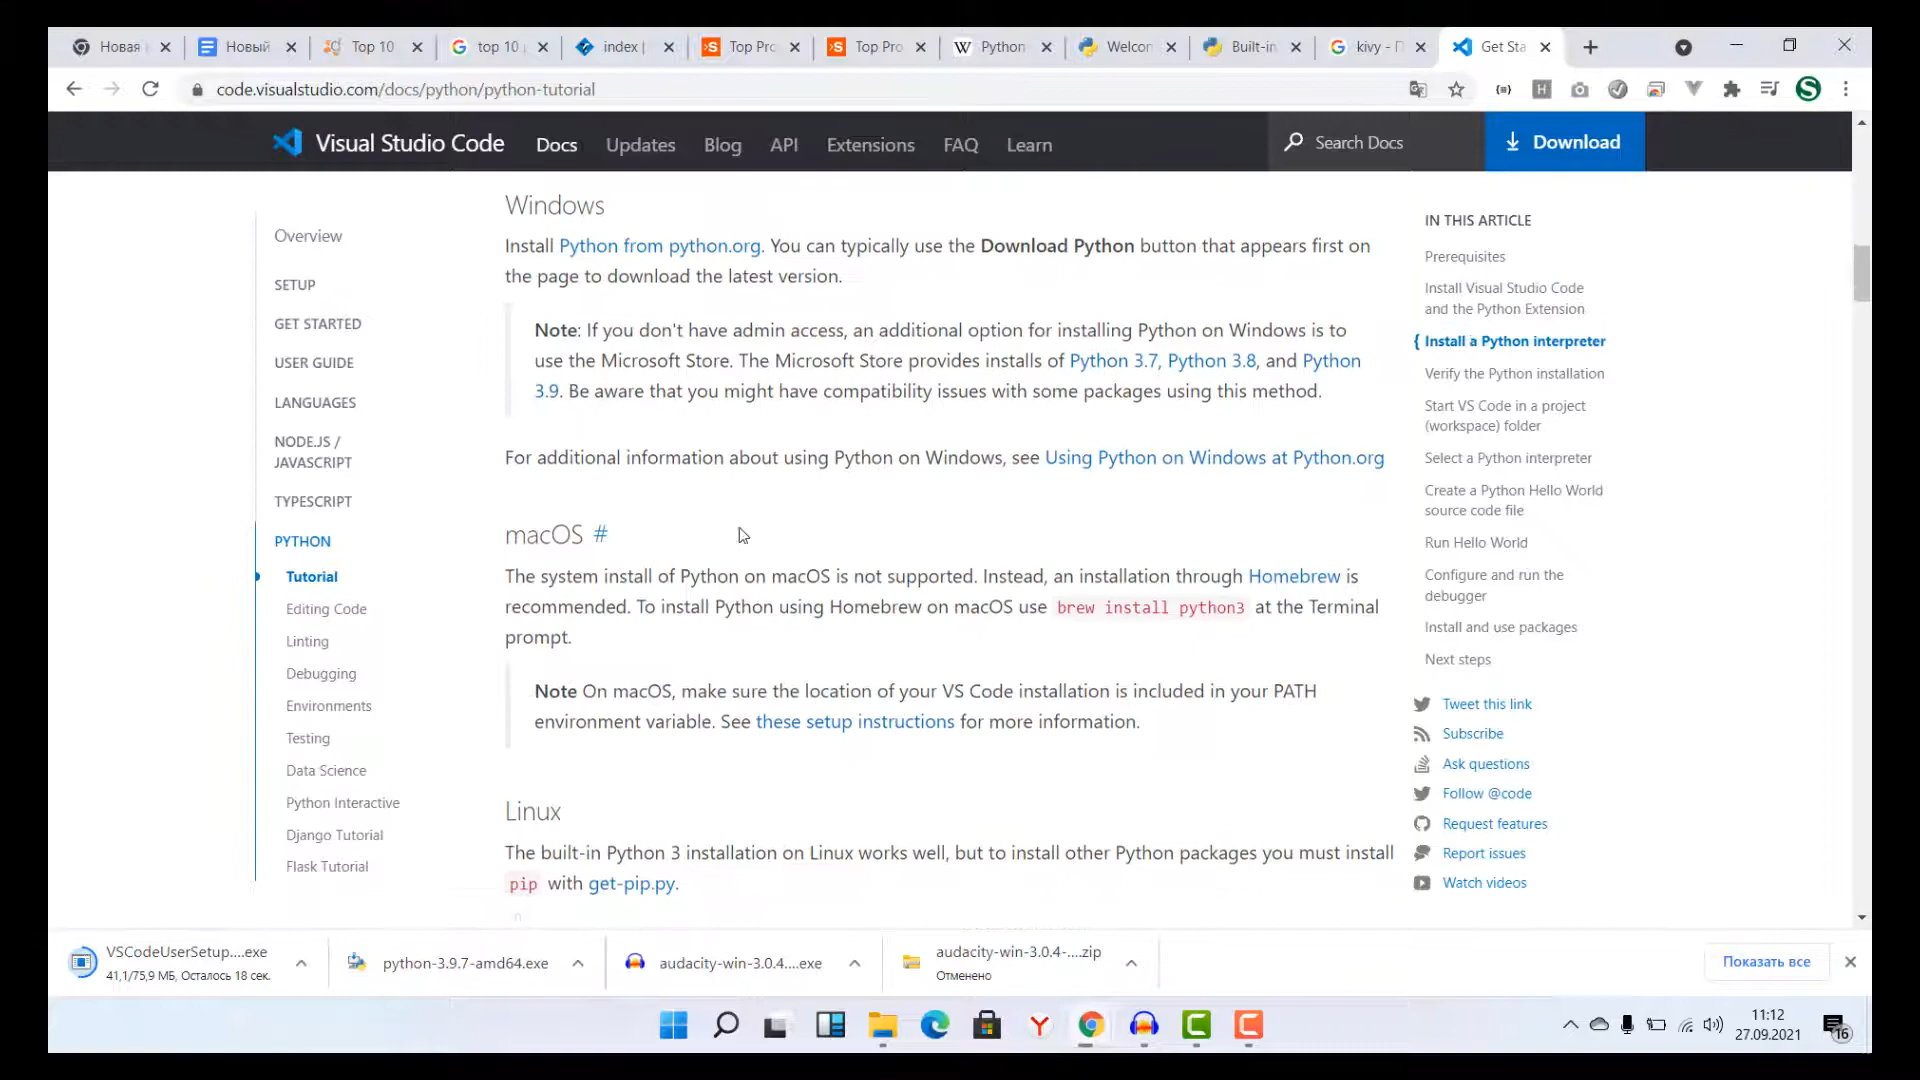 Новая
Новый
Top 10
top 10
index |
Top Pro
Top Pro
Python
Welcon
Built-in
kivy - П
Get Sta
code.visualstudio.com/docs/python/python-tutorial
Visual Studio Code
Docs
Updates
Blog
API
Extensions
FAQ
Learn
Search Docs
Download
Overview
SETUP
GET STARTED
USER GUIDE
LANGUAGES
NODE.JS /
JAVASCRIPT
TYPESCRIPT
PYTHON
Tutorial
Editing Code
Linting
Debugging
Environments
Testing
Data Science
Python Interactive
Django Tutorial
Flask Tutorial
Windows
Install Python from python.org. You can typically use the Download Python button that appears first on
the page to download the latest version.
Note: If you don't have admin access, an additional option for installing Python on Windows is to
use the Microsoft Store. The Microsoft Store provides installs of Python 3.7, Python 3.8, and Python
3.9. Be aware that you might have compatibility issues with some packages using this method.
For additional information about using Python on Windows, see Using Python on Windows at Python.org
macOS #
The system install of Python on macOS is not supported. Instead, an installation through Homebrew is
recommended. To install Python using Homebrew on macOS use brew install python3 at the Terminal
prompt.
Note On macOS, make sure the location of your VS Code installation is included in your PATH
environment variable. See these setup instructions for more information.
Linux
The built-in Python 3 installation on Linux works well, but to install other Python packages you must install
pip with get-pip.py.
IN THIS ARTICLE
Prerequisites
Install Visual Studio Code
and the Python Extension
{ Install a Python interpreter
Verify the Python installation
Start VS Code in a project
(workspace) folder
Select a Python interpreter
Create a Python Hello World
source code file
Run Hello World
Configure and run the
debugger
Install and use packages
Next steps
Tweet this link
Subscribe
Ask questions
Follow @code
Request features
Report issues
Watch videos
VSCodeUserSetup....exe
41,1/75,9 МБ, Осталось 18 сек.
python-3.9.7-amd64.exe
audacity-win-3.0.4....exe
audacity-win-3.0.4-....zip
Отменено
Показать все
11:12
27.09.2021
16